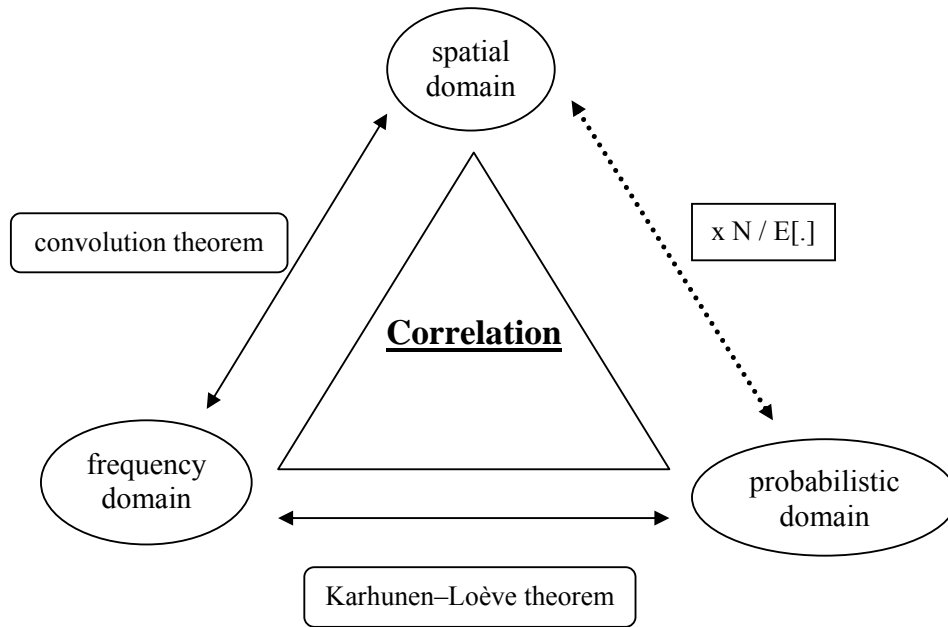 spatial
domain
convolution theorem
x N / E[.]
Correlation
frequency
domain
probabilistic
domain
Karhunen–Loève theorem